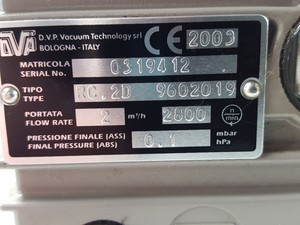 DVP D.V.P. Vacuum Technology srl
BOLOGNA - ITALY
CE 2003
MATRICOLA
SERIAL No.
0319412
TIPO
TYPE
RC.2D 9602019
PORTATA
FLOW RATE
2 m³/h 2800 n
min
PRESSIONE FINALE (ASS)
FINAL PRESSURE (ABS)
0.1
mbar
hPa